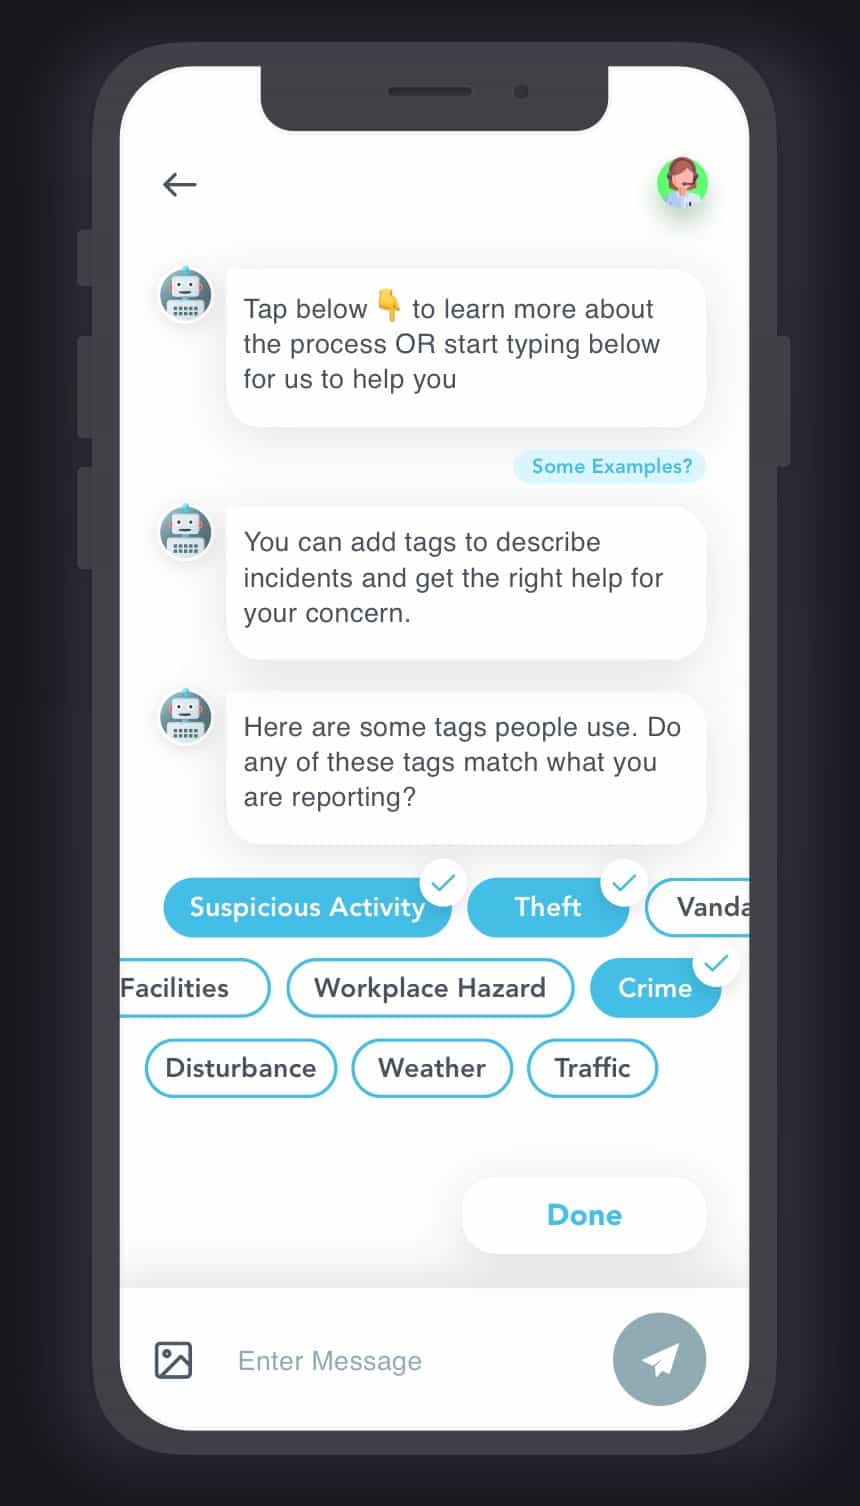 Tap below 👇 to learn more about
the process OR start typing below
for us to help you
Some Examples?
You can add tags to describe
incidents and get the right help for
your concern.
Here are some tags people use. Do
any of these tags match what you
are reporting?
Suspicious Activity Theft Vanda
Facilities Workplace Hazard Crime
Disturbance Weather Traffic
Done
Enter Message